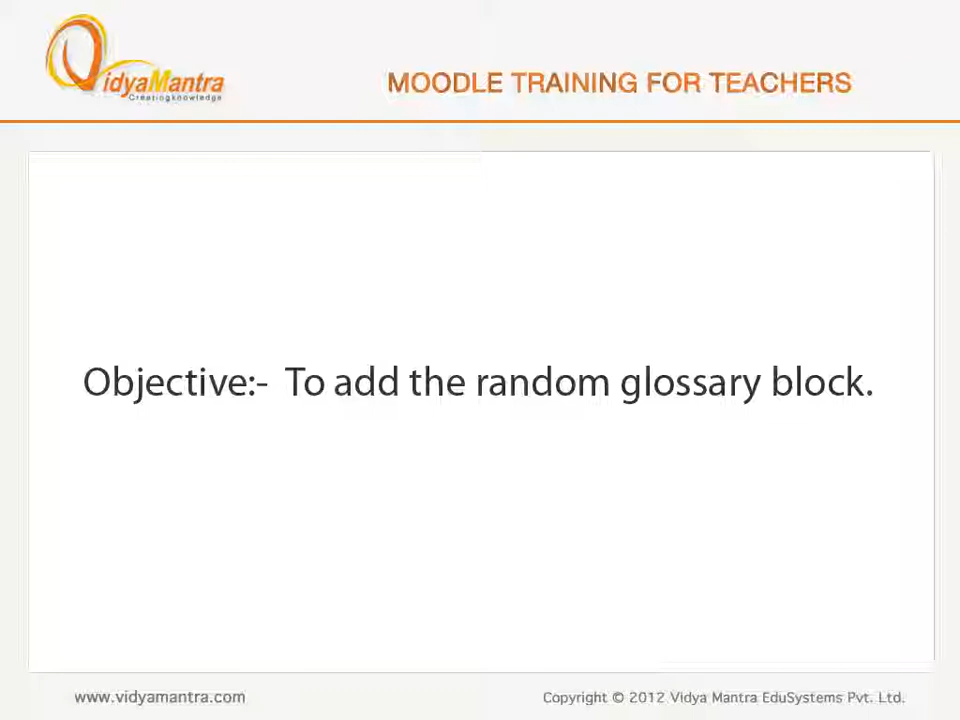 VidyaMantra
Creatingknowledge
MOODLE TRAINING FOR TEACHERS
Objective:- To add the random glossary block.
www.vidyamantra.com
Copyright © 2012 Vidya Mantra EduSystems Pvt. Ltd.